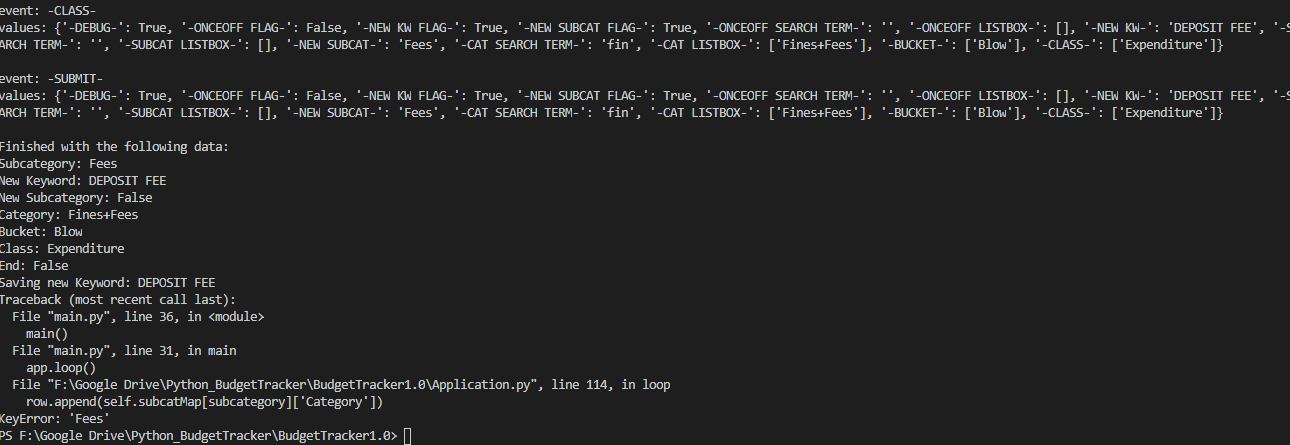 event: -CLASS-
values: {'-DEBUG-': True, '-ONCEOFF FLAG-': False, '-NEW KW FLAG-': True, '-NEW SUBCAT FLAG-': True, '-ONCEOFF SEARCH TERM-': '', '-ONCEOFF LISTBOX-': [], '-NEW KW-': 'DEPOSIT FEE', '-S
ARCH TERM-': '', '-SUBCAT LISTBOX-': [], '-NEW SUBCAT-': 'Fees', '-CAT SEARCH TERM-': 'fin', '-CAT LISTBOX-': ['Fines+Fees'], '-BUCKET-': ['Blow'], '-CLASS-': ['Expenditure']}
event: -SUBMIT-
values: {'-DEBUG-': True, '-ONCEOFF FLAG-': False, '-NEW KW FLAG-': True, '-NEW SUBCAT FLAG-': True, '-ONCEOFF SEARCH TERM-': '', '-ONCEOFF LISTBOX-': [], '-NEW KW-': 'DEPOSIT FEE', '-S
ARCH TERM-': '', '-SUBCAT LISTBOX-': [], '-NEW SUBCAT-': 'Fees', '-CAT SEARCH TERM-': 'fin', '-CAT LISTBOX-': ['Fines+Fees'], '-BUCKET-': ['Blow'], '-CLASS-': ['Expenditure']}
Finished with the following data:
Subcategory: Fees
New Keyword: DEPOSIT FEE
New Subcategory: False
Category: Fines+Fees
Bucket: Blow
Class: Expenditure
End: False
Saving new Keyword: DEPOSIT FEE
Traceback (most recent call last):
  File "main.py", line 36, in <module>
    main()
  File "main.py", line 31, in main
    app.loop()
  File "F:\Google Drive\Python_BudgetTracker\BudgetTracker1.0\Application.py", line 114, in loop
    row.append(self.subcatMap[subcategory]['Category'])
KeyError: 'Fees'
PS F:\Google Drive\Python_BudgetTracker\BudgetTracker1.0>